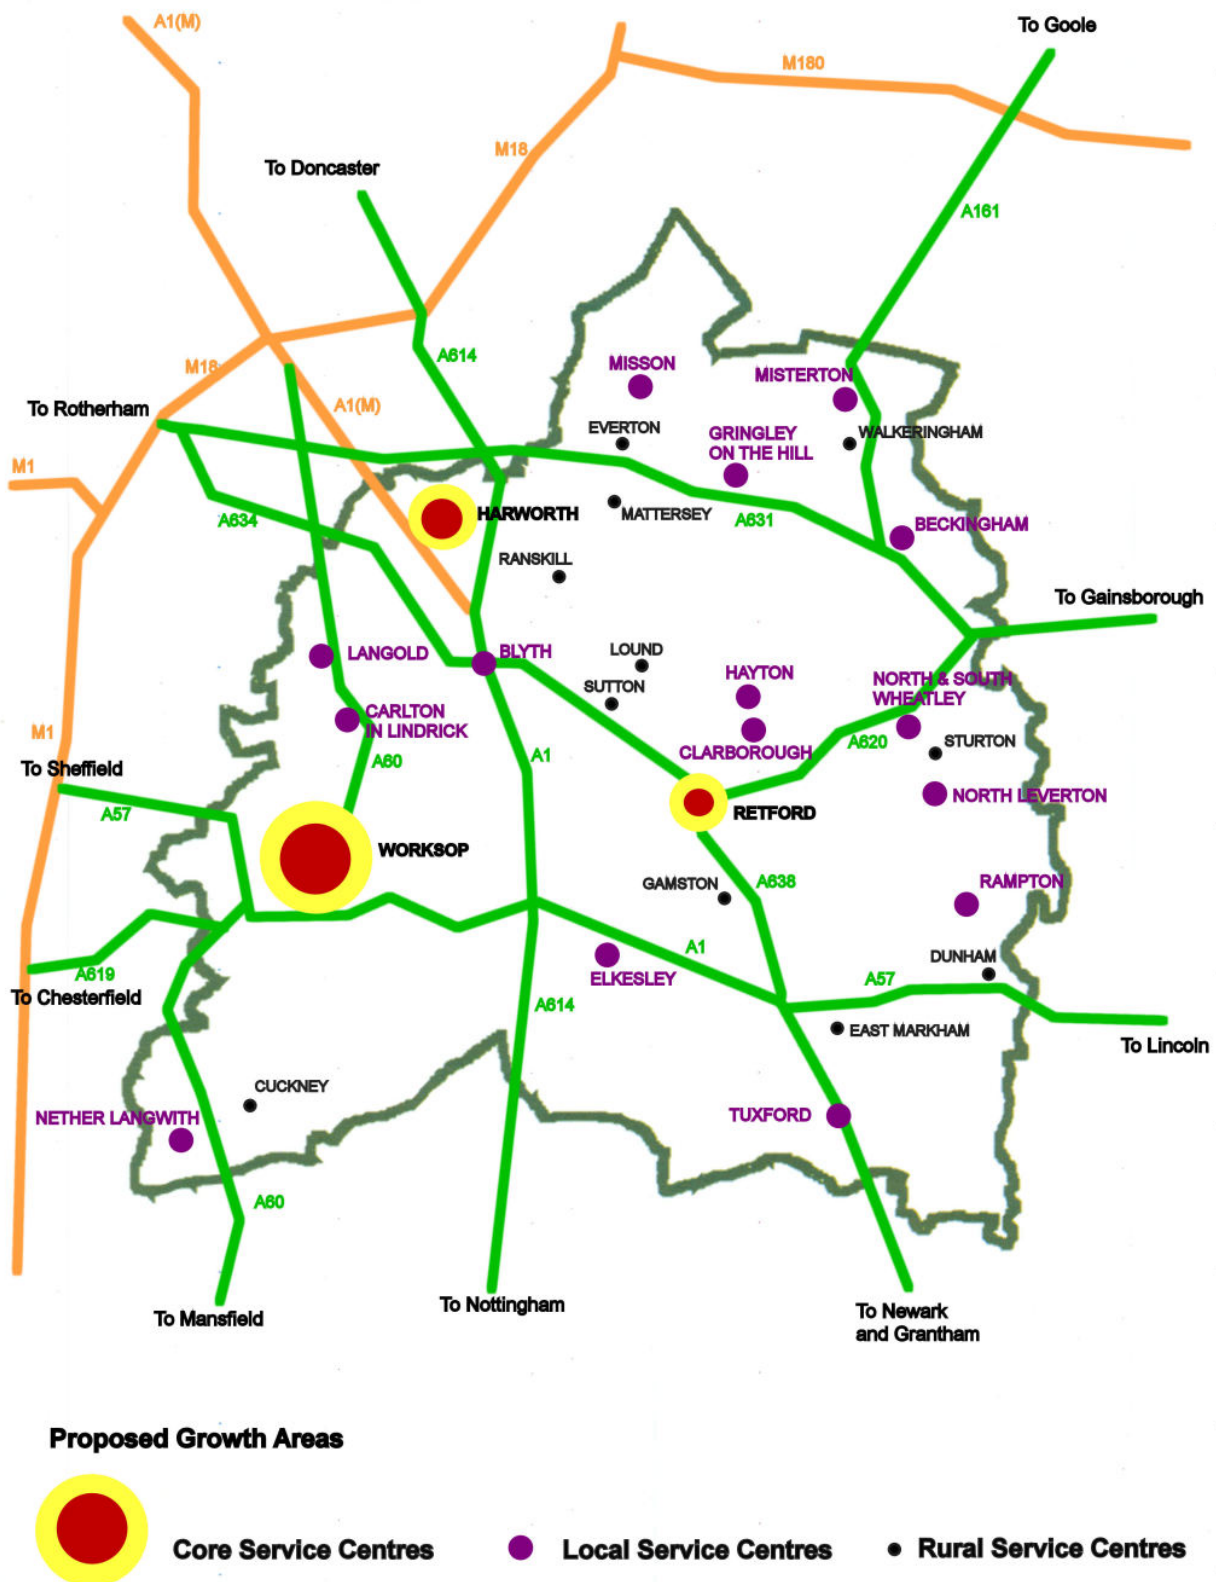 A1(M)
To Goole
M180
M18
To Doncaster
A161
A614
MISSON
MISTERTON
M18
A1(M)
To Rotherham
EVERTON
GRINGLEY
ON THE HILL
WALKERINGHAM
M1
HARWORTH
MATTERSEY
A634
A631
BECKINGHAM
RANSKILL
To Gainsborough
LANGOLD
BLYTH
LOUND
HAYTON
NORTH & SOUTH
WHEATLEY
SUTTON
CARLTON
IN LINDRICK
M1
A620
STURTON
CLARBOROUGH
A1
A60
To Sheffield
A57
NORTH LEVERTON
RETFORD
WORKSOP
GAMSTON
A638
RAMPTON
A1
DUNHAM
A619
ELKESLEY
A57
To Chesterfield
A614
EAST MARKHAM
To Lincoln
CUCKNEY
NETHER LANGWITH
TUXFORD
A60
To Mansfield
To Nottingham
To Newark
and Grantham
Proposed Growth Areas
Core Service Centres
Local Service Centres
Rural Service Centres